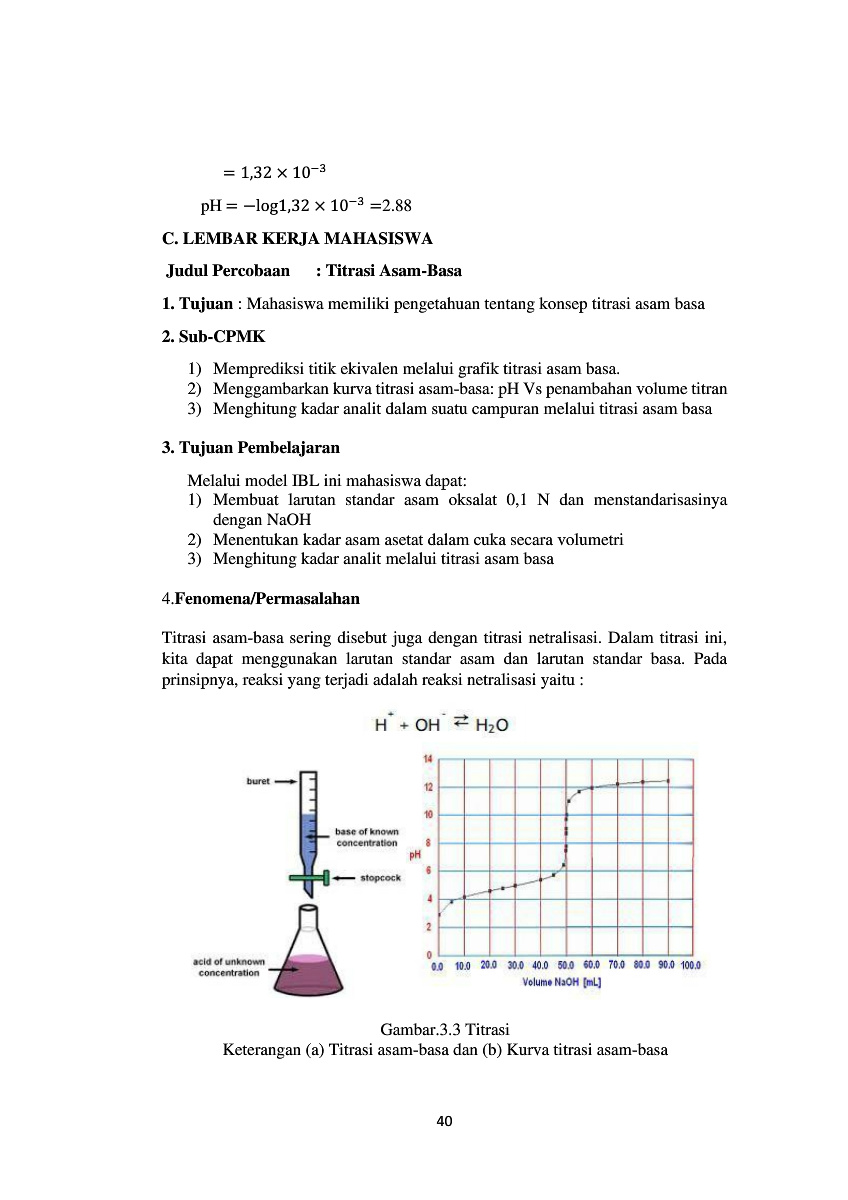 = 1,32 × 10⁻³
pH = −log1,32 × 10⁻³ =2.88
C. LEMBAR KERJA MAHASISWA
Judul Percobaan : Titrasi Asam-Basa
1. Tujuan : Mahasiswa memiliki pengetahuan tentang konsep titrasi asam basa
2. Sub-CPMK
1) Memprediksi titik ekivalen melalui grafik titrasi asam basa.
2) Menggambarkan kurva titrasi asam-basa: pH Vs penambahan volume titran
3) Menghitung kadar analit dalam suatu campuran melalui titrasi asam basa
3. Tujuan Pembelajaran
Melalui model IBL ini mahasiswa dapat:
1) Membuat larutan standar asam oksalat 0,1 N dan menstandarisasinya
dengan NaOH
2) Menentukan kadar asam asetat dalam cuka secara volumetri
3) Menghitung kadar analit melalui titrasi asam basa
4.Fenomena/Permasalahan
Titrasi asam-basa sering disebut juga dengan titrasi netralisasi. Dalam titrasi ini,
kita dapat menggunakan larutan standar asam dan larutan standar basa. Pada
prinsipnya, reaksi yang terjadi adalah reaksi netralisasi yaitu :
H⁺ + OH⁻ ⇄ H₂O
buret
base of known
concentration
stopcock
acid of unknown
concentration
14
12
10
8
pH
6
4
2
0
0.0 10.0 20.0 30.0 40.0 50.0 60.0 70.0 80.0 90.0 100.0
Volume NaOH [mL]
Gambar.3.3 Titrasi
Keterangan (a) Titrasi asam-basa dan (b) Kurva titrasi asam-basa
40